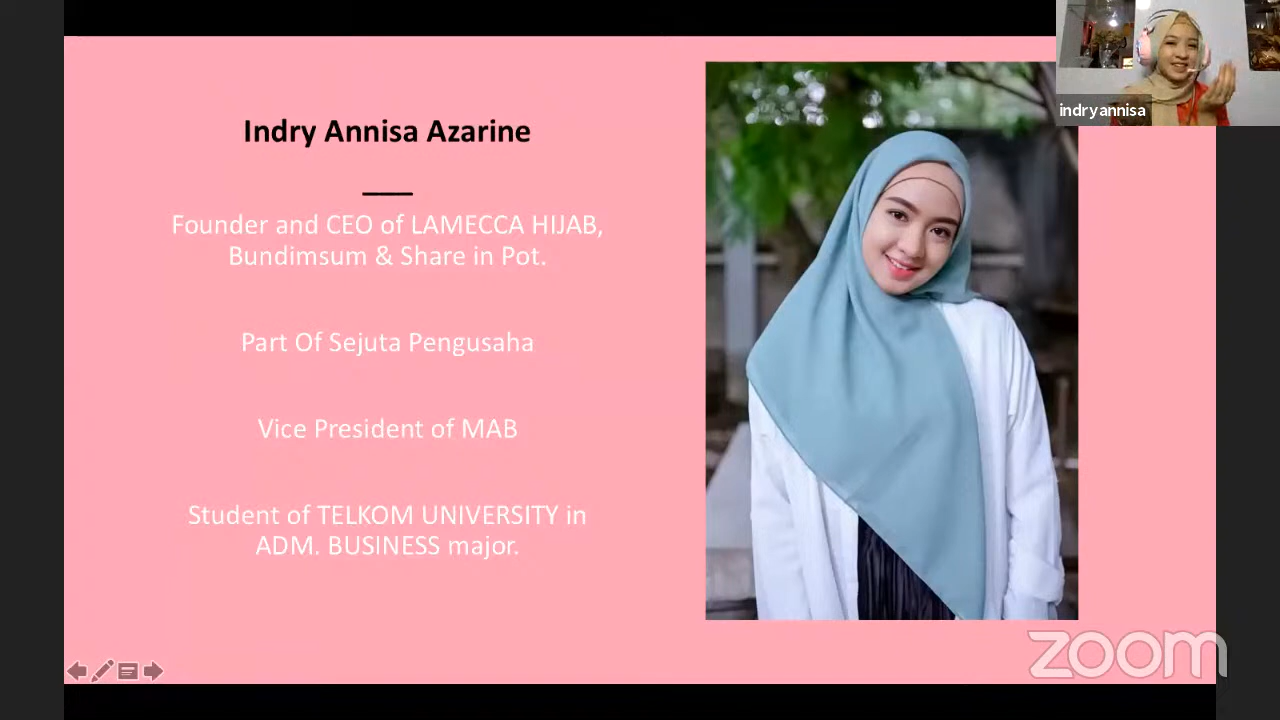 Indry Annisa Azarine
Founder and CEO of LAMECCA HIJAB,
Bundimsum & Share in Pot.
Part Of Sejuta Pengusaha
Vice President of MAB
Student of TELKOM UNIVERSITY in
ADM. BUSINESS major.
indryannisa
zoom